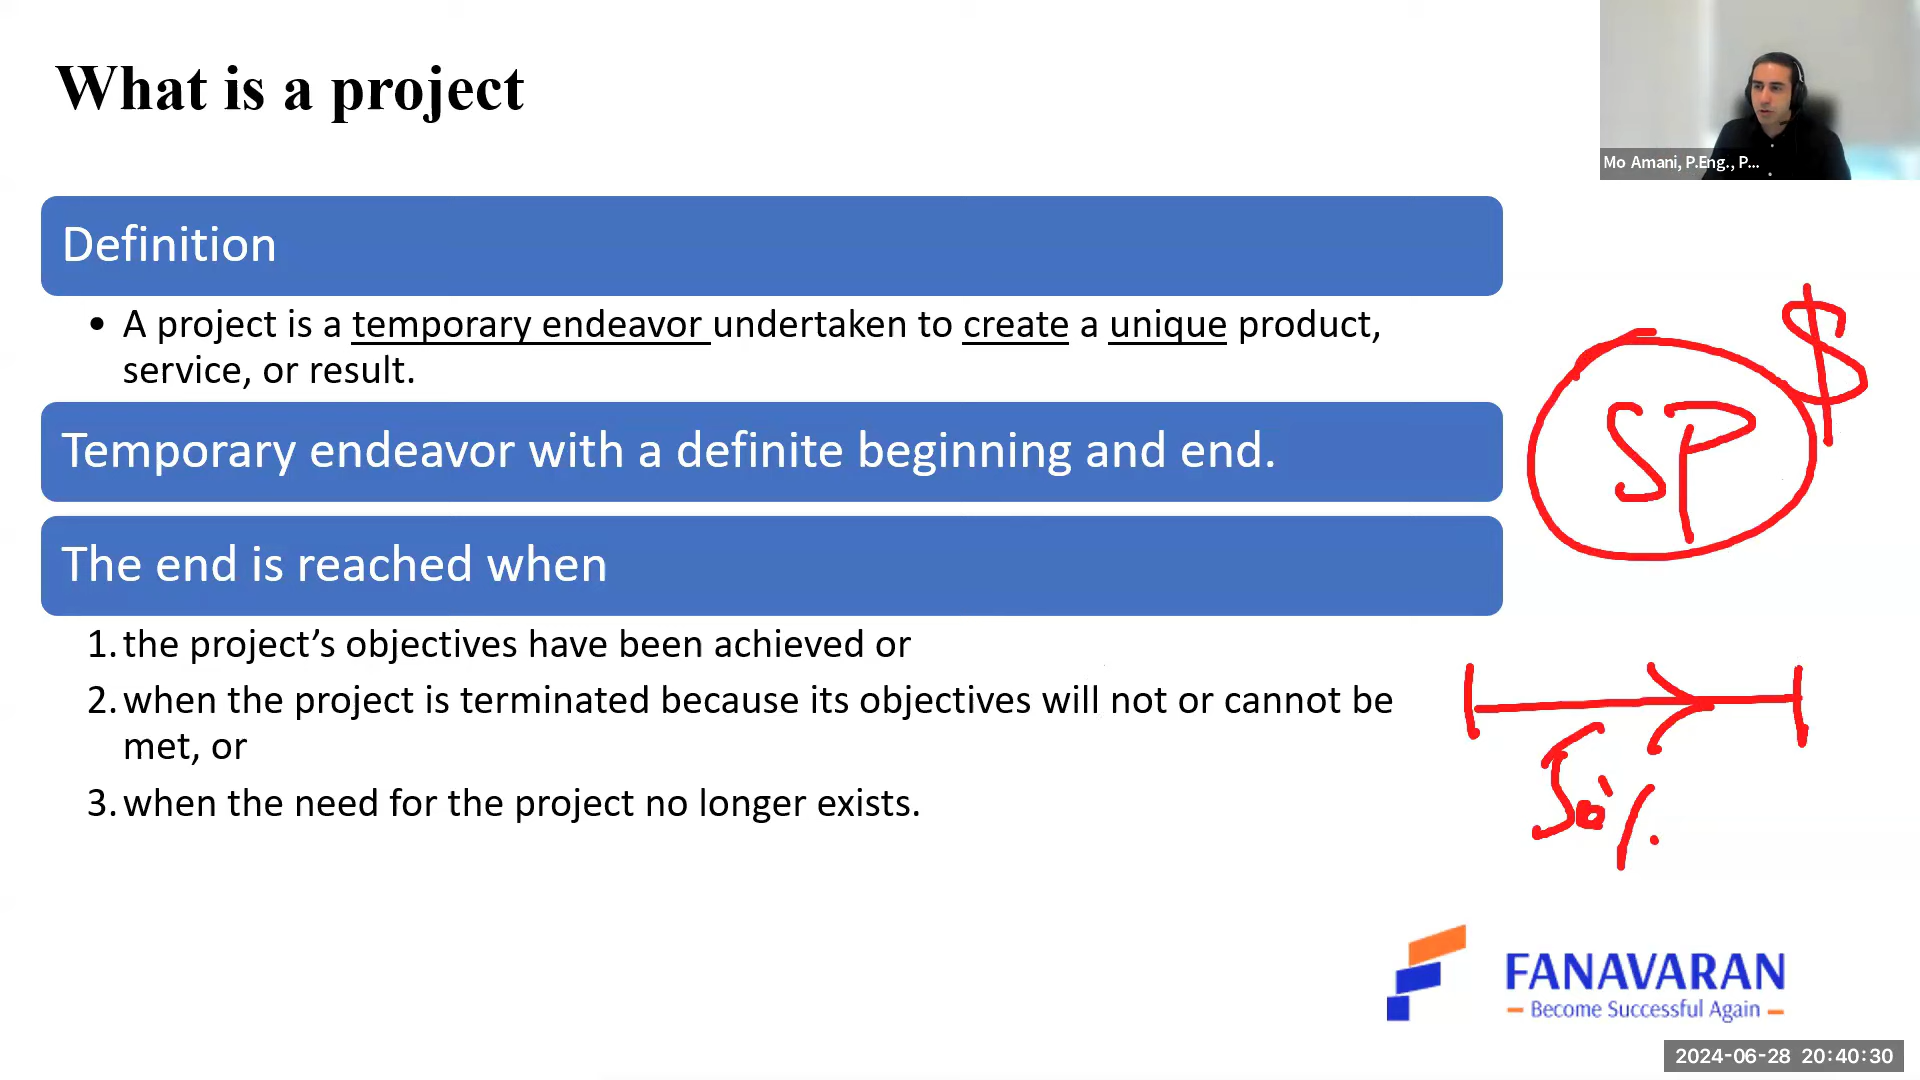 What is a project
Mo Amani, P.Eng., P...
Definition
• A project is a temporary endeavor undertaken to create a unique product,
service, or result.
Temporary endeavor with a definite beginning and end.
The end is reached when
1. the project’s objectives have been achieved or
2. when the project is terminated because its objectives will not or cannot be
met, or
3. when the need for the project no longer exists.
$
SP
50%
FANAVARAN
Become Successful Again
2024-06-28 20:40:30